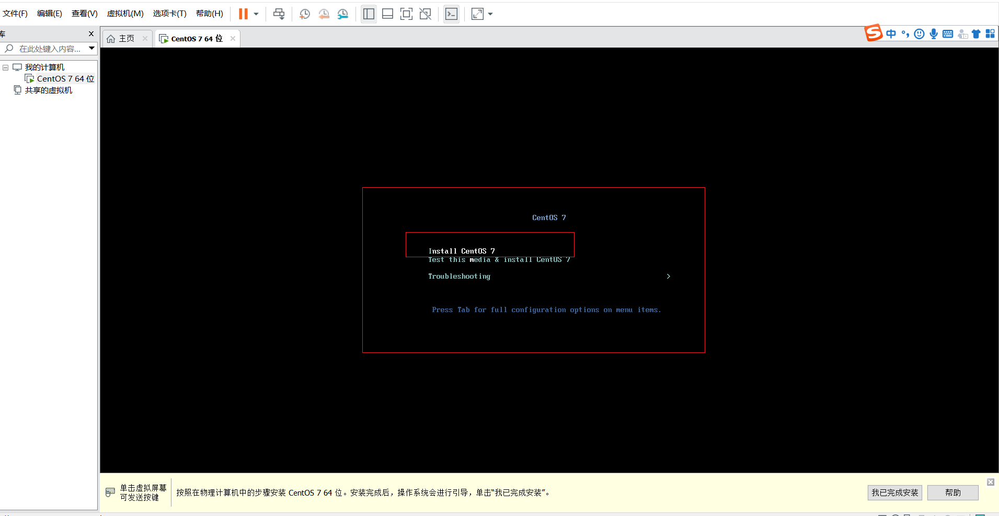 文件(F) 编辑(E) 查看(V) 虚拟机(M) 选项卡(T) 帮助(H)
库
主页
CentOS 7 64 位
中
在此处键入内容...
我的计算机
CentOS 7 64 位
共享的虚拟机
CentOS 7
Install CentOS 7
Test this media & install CentOS 7
Troubleshooting >
Press Tab for full configuration options on menu items.
单击虚拟屏幕
可发送按键
按照在物理计算机中的步骤安装 CentOS 7 64 位。安装完成后，操作系统会进行引导，单击“我已完成安装”。
我已完成安装
帮助